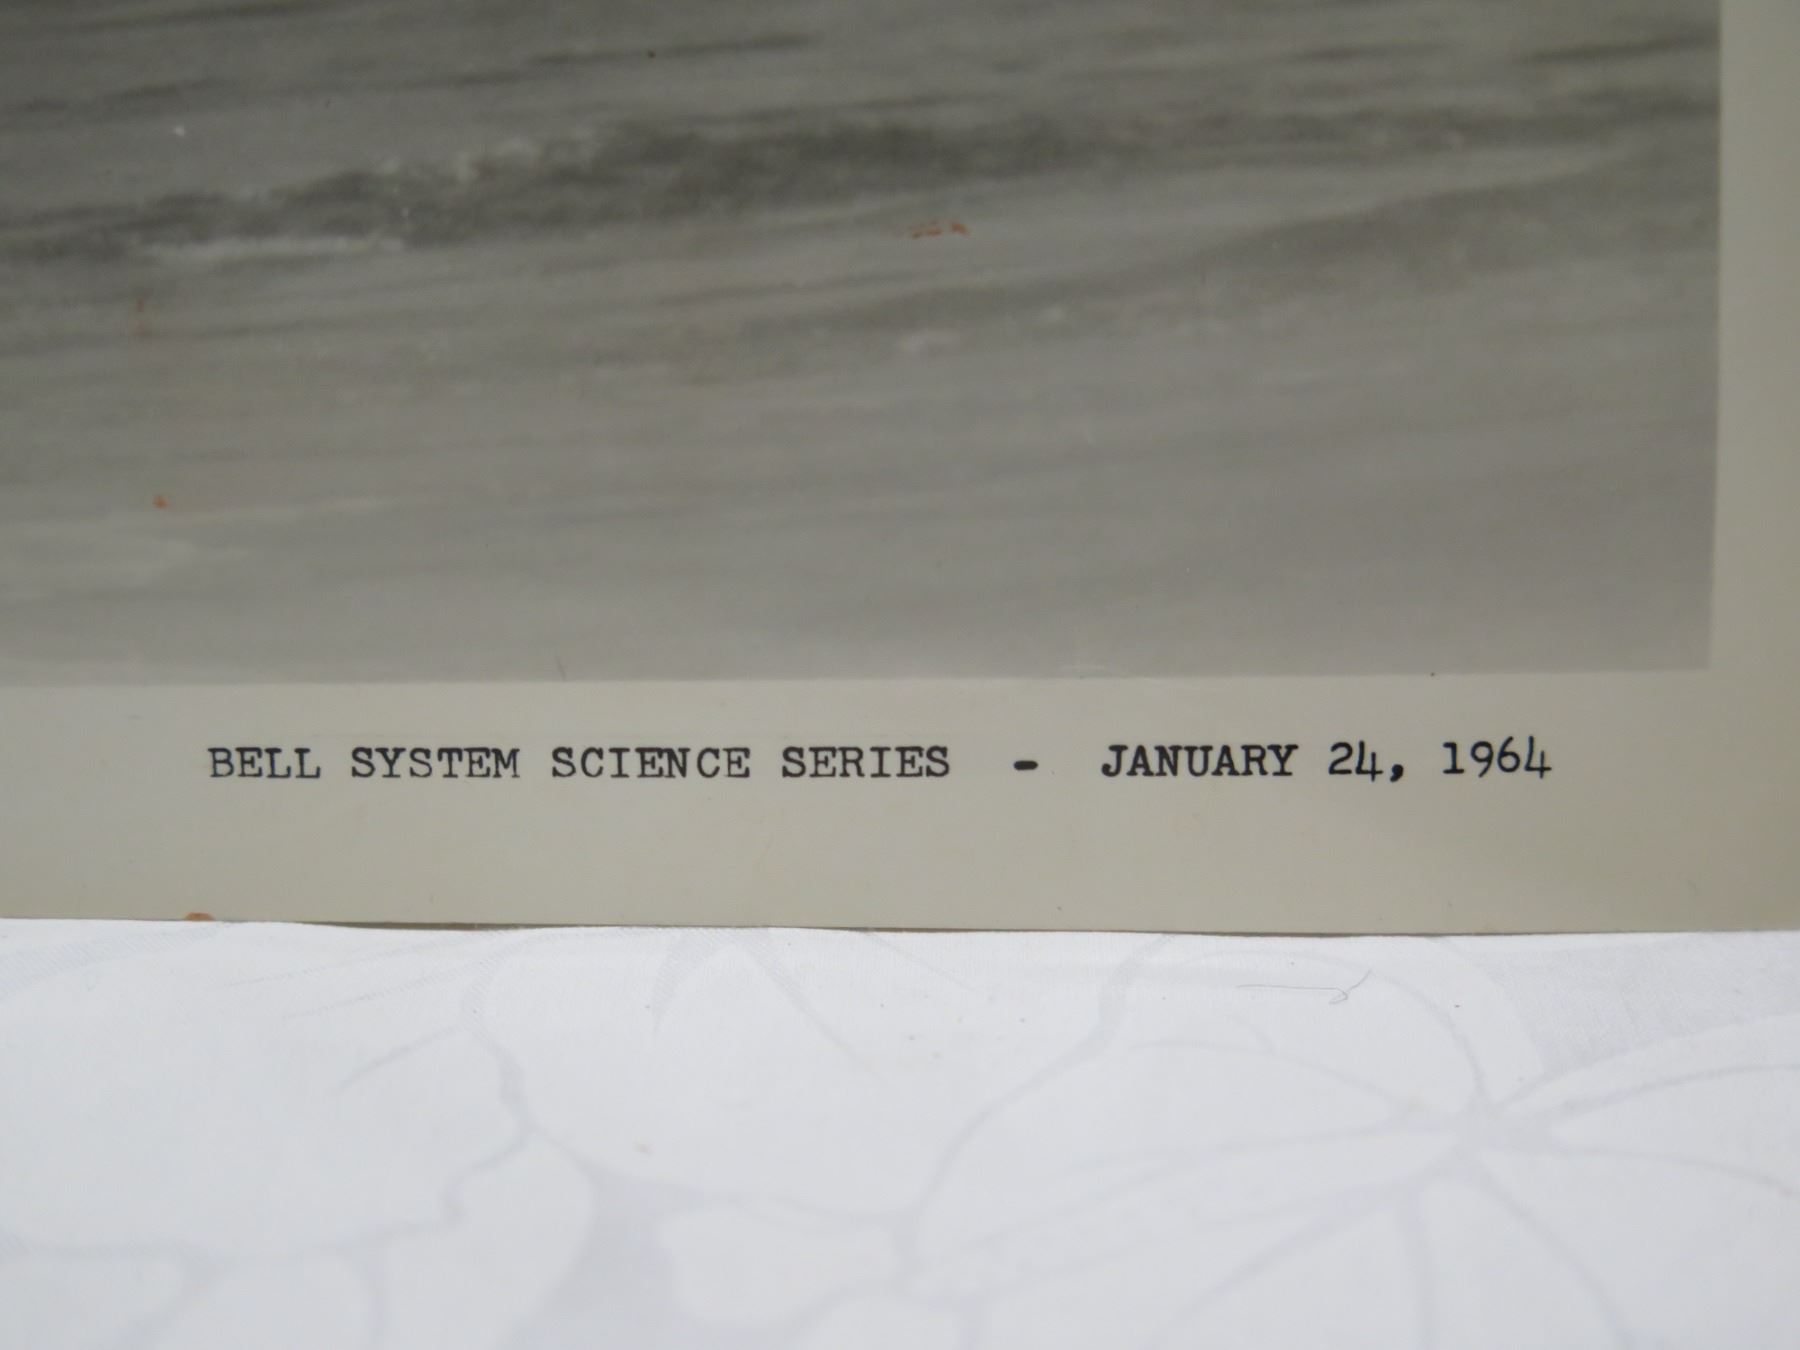 BELL SYSTEM SCIENCE SERIES - JANUARY 24, 1964